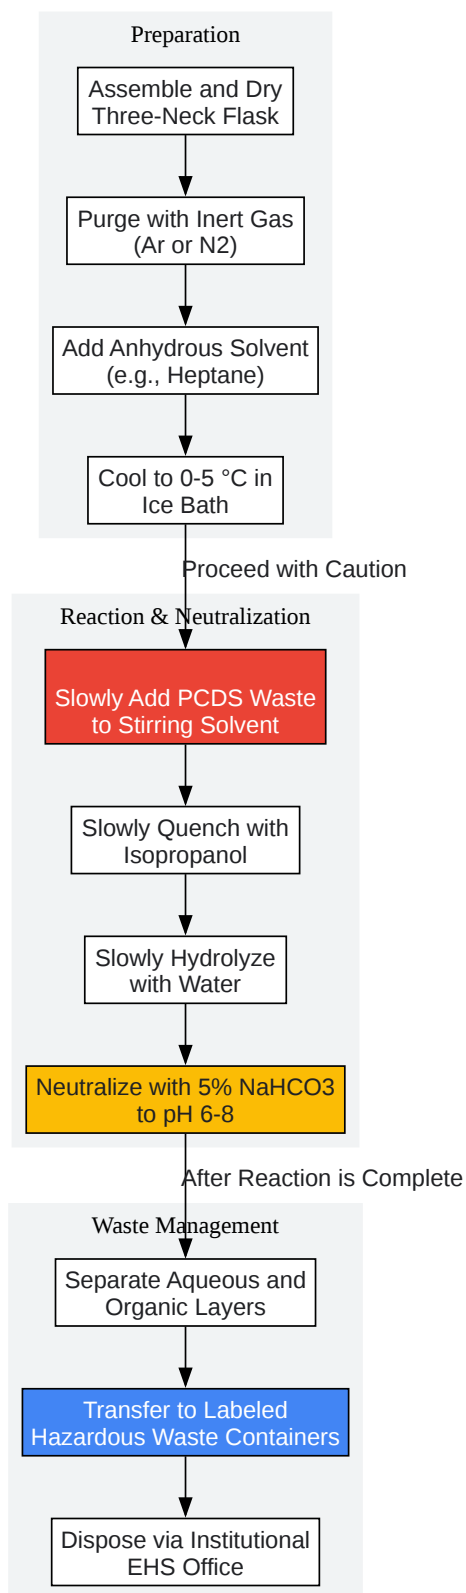 Preparation
Assemble and Dry
Three-Neck Flask
Purge with Inert Gas
(Ar or N2)
Add Anhydrous Solvent
(e.g., Heptane)
Cool to 0-5 °C in
Ice Bath
Proceed with Caution
Reaction & Neutralization
Slowly Add PCDS Waste
to Stirring Solvent
Slowly Quench with
Isopropanol
Slowly Hydrolyze
with Water
Neutralize with 5% NaHCO3
to pH 6-8
After Reaction is Complete
Waste Management
Separate Aqueous and
Organic Layers
Transfer to Labeled
Hazardous Waste Containers
Dispose via Institutional
EHS Office